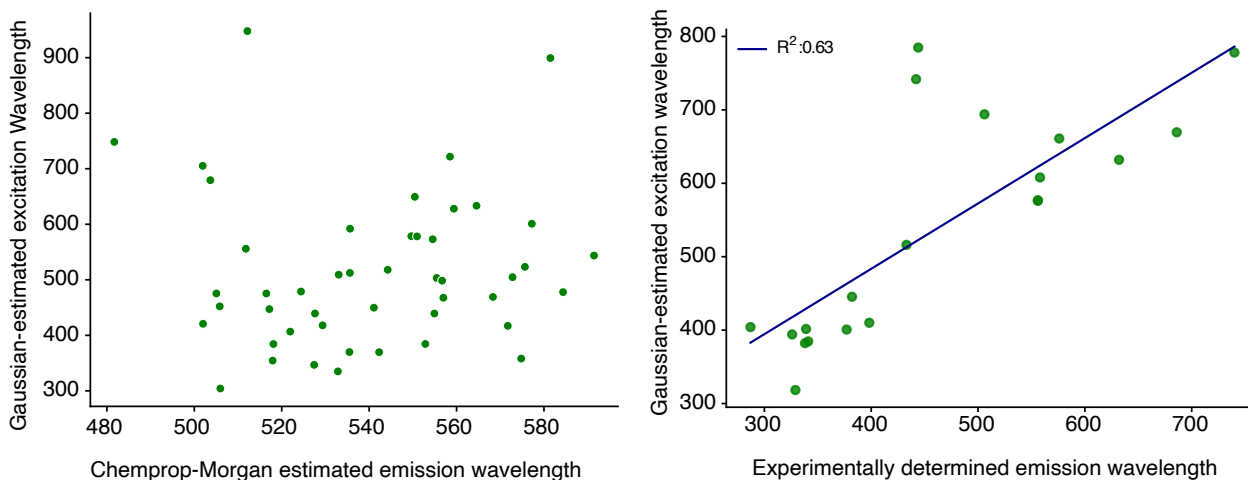 Gaussian-estimated excitation Wavelength
900
800
700
600
500
400
300
480 500 520 540 560 580
Chemprop-Morgan estimated emission wavelength
Gaussian-estimated excitation wavelength
R²:0.63
800
700
600
500
400
300
300 400 500 600 700
Experimentally determined emission wavelength